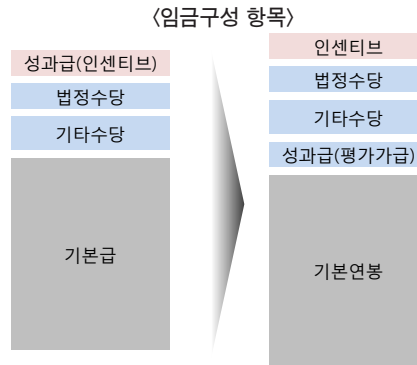 〈임금구성 항목〉
성과급(인센티브)
법정수당
기타수당
기본급
인센티브
법정수당
기타수당
성과급(평가가급)
기본연봉